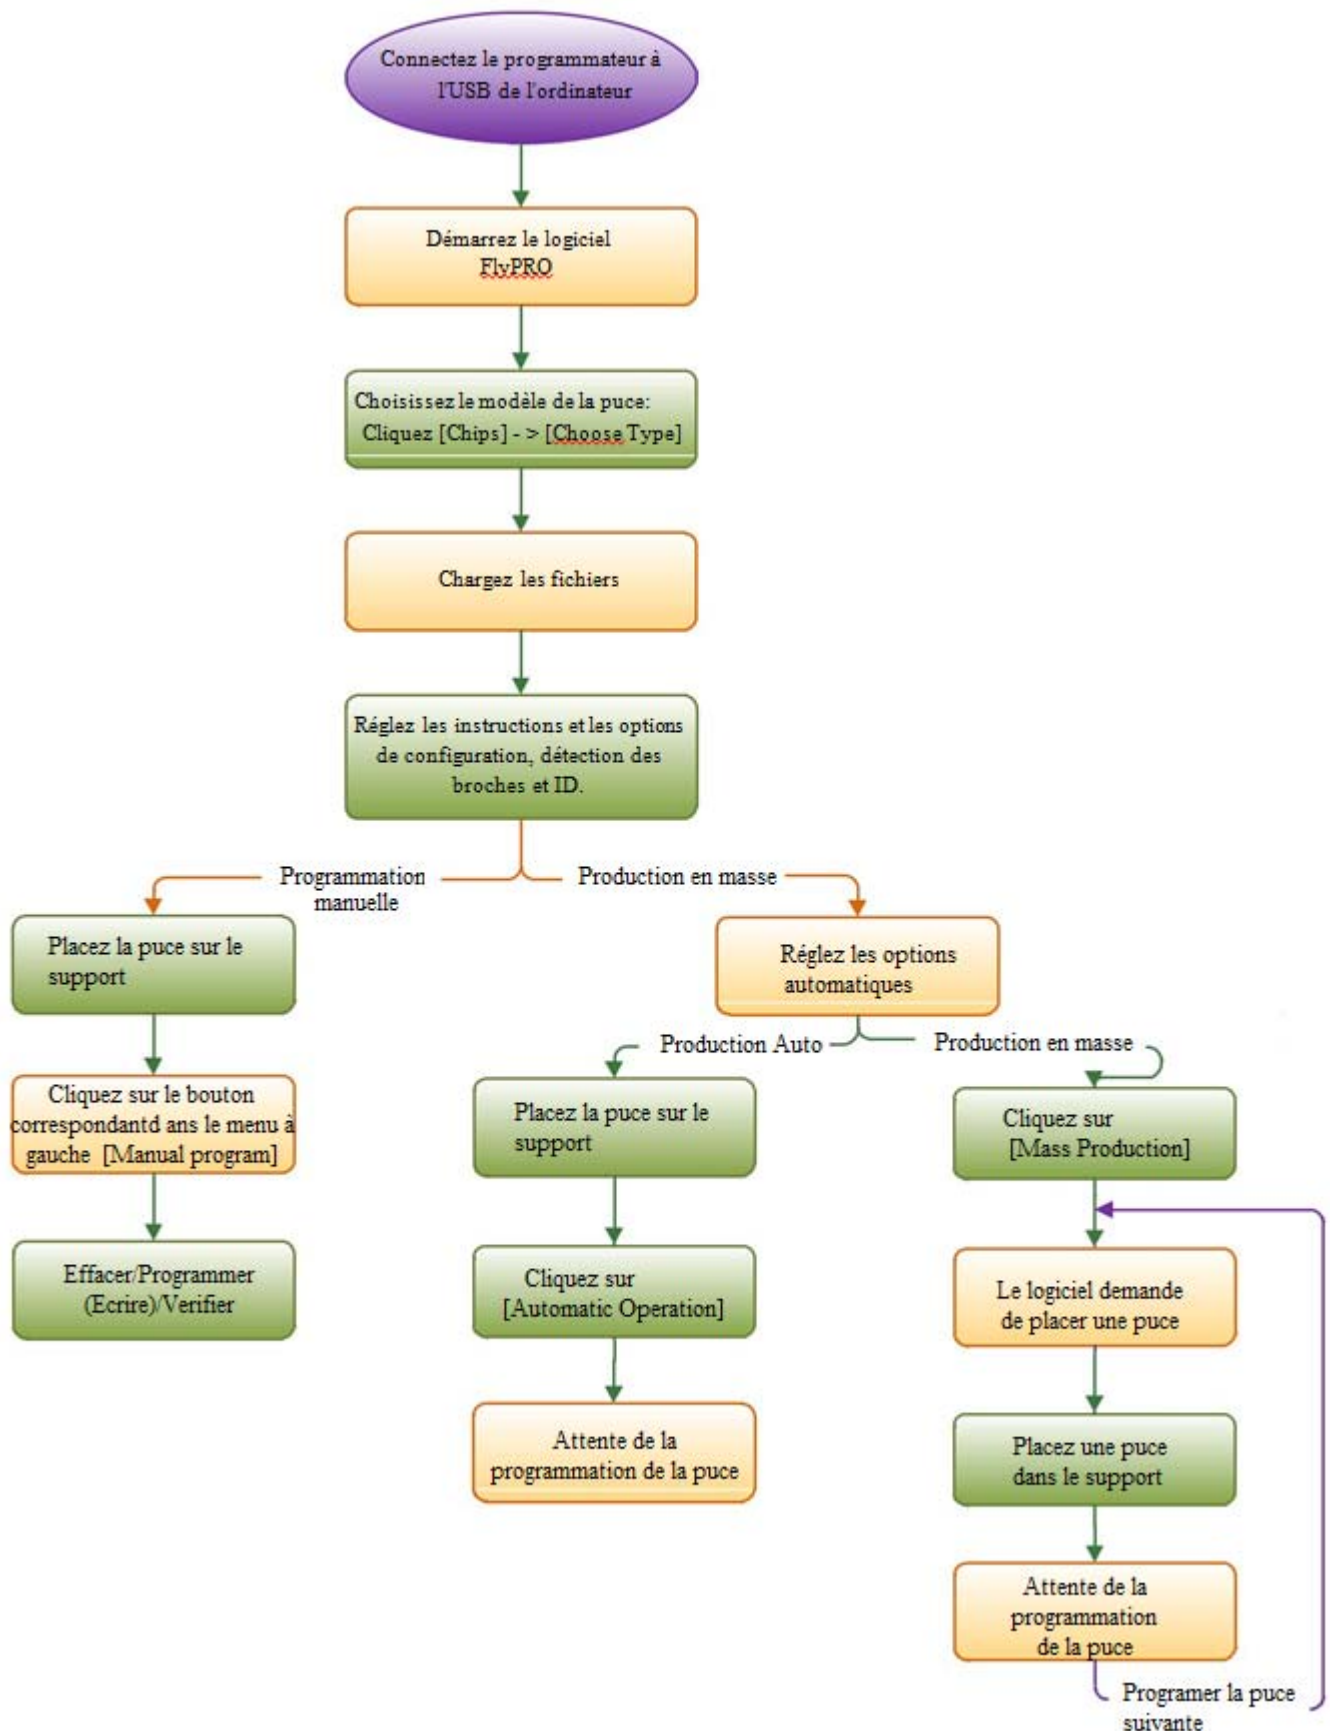 Connectez le programmateur à
l'USB de l'ordinateur
Démarrez le logiciel
FlyPRO
Choisissez le modèle de la puce:
Cliquez [Chips] - > [Choose Type]
Chargez les fichiers
Réglez les instructions et les options
de configuration, détection des
broches et ID.
Programmation
manuelle
Production en masse
Placez la puce sur le
support
Cliquez sur le bouton
correspondantd ans le menu à
gauche [Manual program]
Effacer/Programmer
(Ecrire)/Verifier
Réglez les options
automatiques
Production Auto
Production en masse
Placez la puce sur le
support
Cliquez sur
[Automatic Operation]
Attente de la
programmation de la puce
Cliquez sur
[Mass Production]
Le logiciel demande
de placer une puce
Placez une puce
dans le support
Attente de la
programmation
de la puce
Programer la puce
suivante